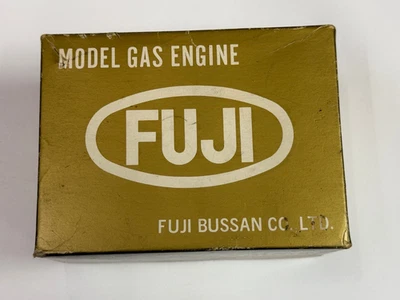 MODEL GAS ENGINE
FUJI
FUJI BUSSAN CO., LTD.